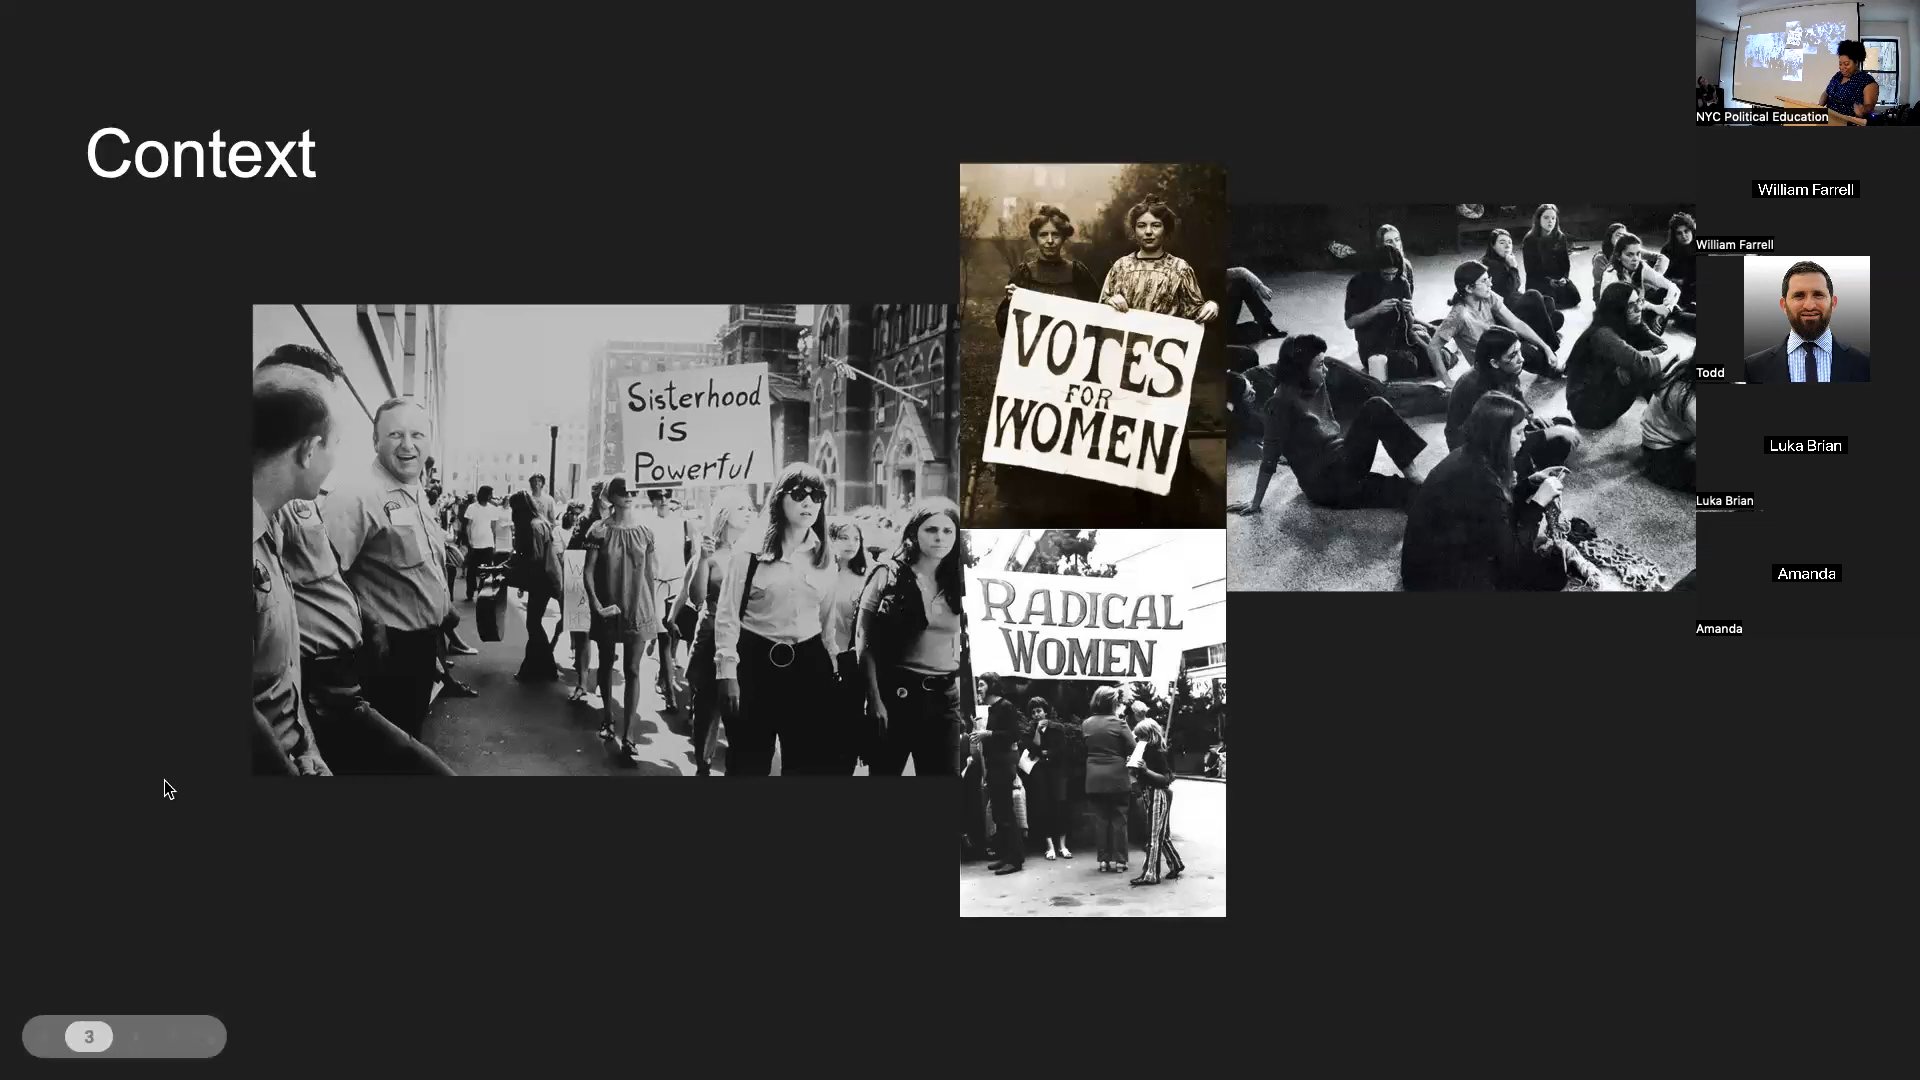 Context
Sisterhood
is
Powerful
VOTES
FOR
WOMEN
RADICAL
WOMEN
NYC Political Education
William Farrell
William Farrell
Todd
Luka Brian
Luka Brian
Amanda
Amanda
3